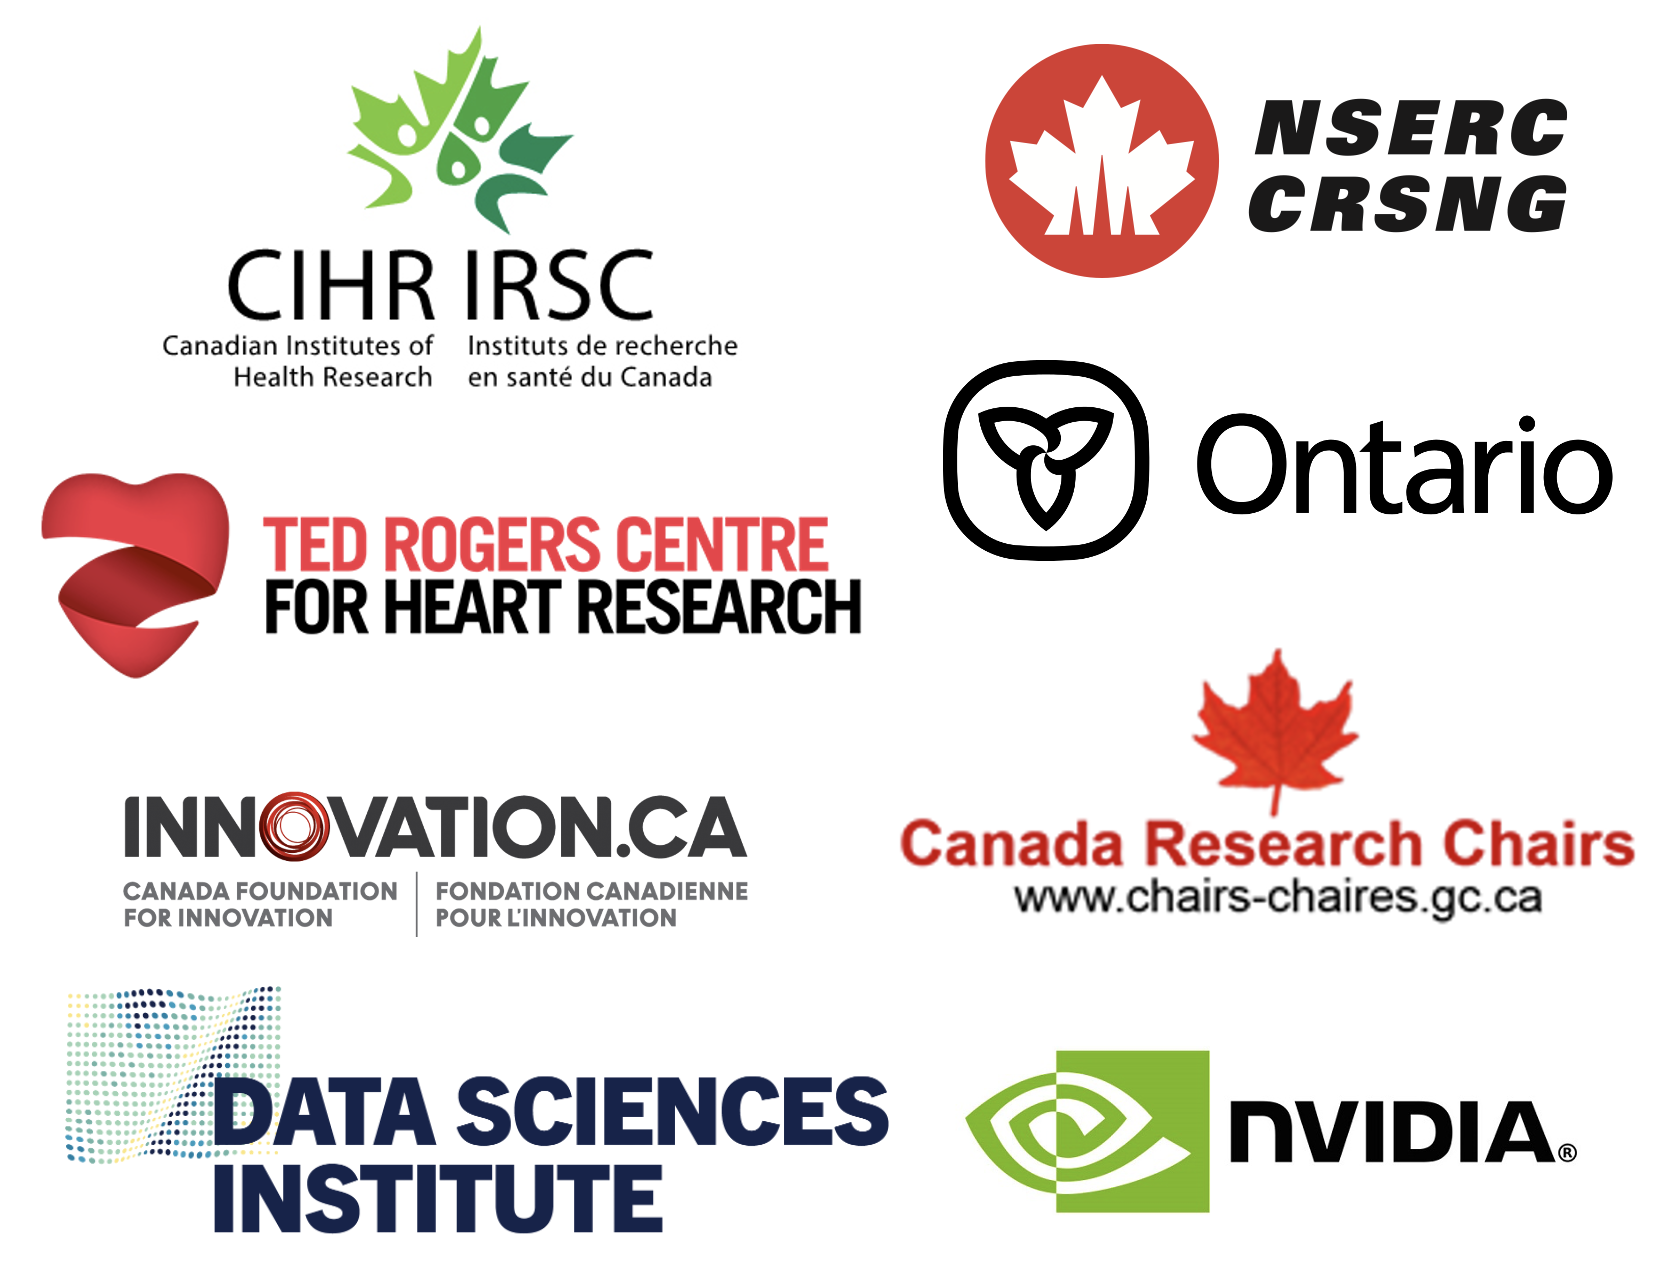 CIHR IRSC
Canadian Institutes of
Health Research
Instituts de recherche
en santé du Canada
NSERC
CRSNG
Ontario
TED ROGERS CENTRE
FOR HEART RESEARCH
INNOVATION.CA
CANADA FOUNDATION
FOR INNOVATION
FONDATION CANADIENNE
POUR L'INNOVATION
Canada Research Chairs
www.chairs-chaires.gc.ca
DATA SCIENCES
INSTITUTE
NVIDIA®